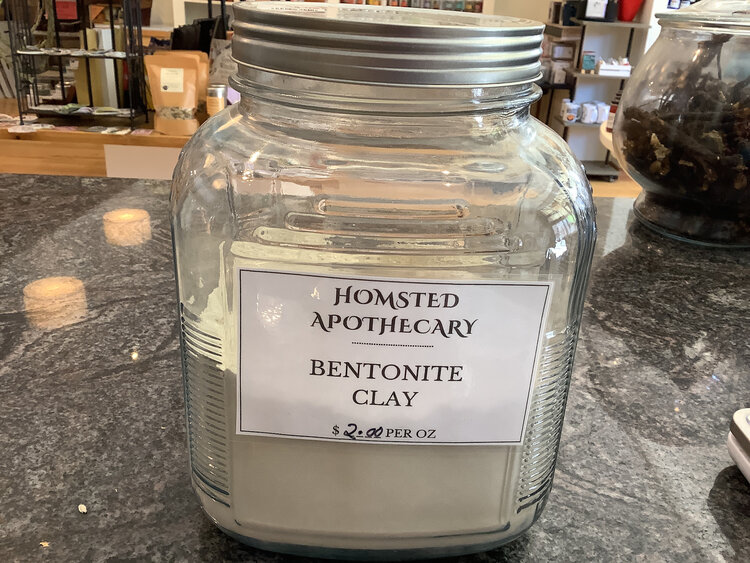 HOMSTED
APOTHECARY
BENTONITE
CLAY
$ 2.00 PER OZ